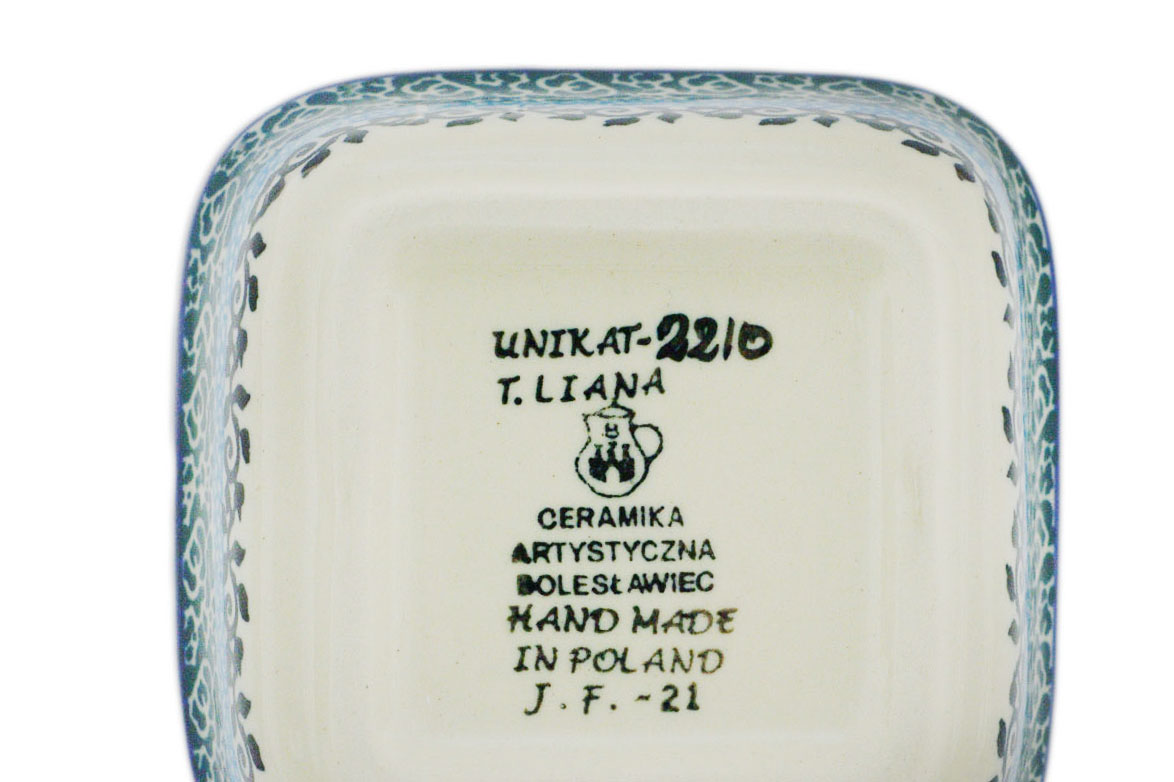 UNIKAT-2210
T. LIANA
CERAMIKA
ARTYSTYCZNA
BOLESŁAWIEC
HAND MADE
IN POLAND
J. F. -21